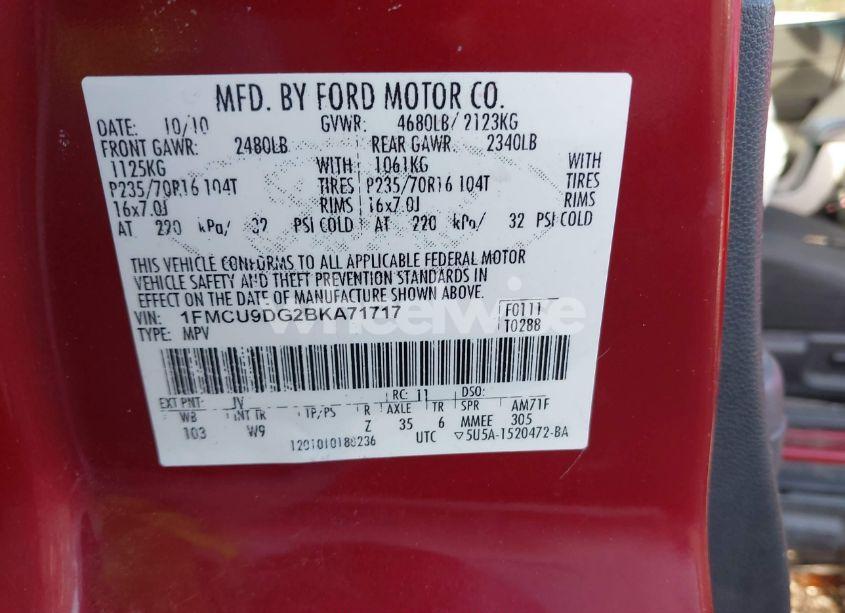 MFD. BY FORD MOTOR CO.
DATE: 10/10 GVWR: 4680LB/ 2123KG
FRONT GAWR: 2480LB REAR GAWR: 2340LB
1125KG WITH 1061KG WITH
P235/70R16 104T TIRES P235/70R16 104T TIRES
16x7.0J RIMS 16x7.0J RIMS
AT 220 kPa/ 32 PSI COLD AT 220 kPa/ 32 PSI COLD
THIS VEHICLE CONFORMS TO ALL APPLICABLE FEDERAL MOTOR
VEHICLE SAFETY AND THEFT PREVENTION STANDARDS IN
EFFECT ON THE DATE OF MANUFACTURE SHOWN ABOVE.
VIN: 1FMCU9DG2BKA71717 F0111
TYPE: MPV T0288
wheelwise
EXT PNT: JV RC: 11 DSO:
WB INT TR TP/PS R AXLE TR SPR AM71F
103 W9 Z 35 6 MMEE 305
1201010188236 UTC ▽5U5A-1520472-BA